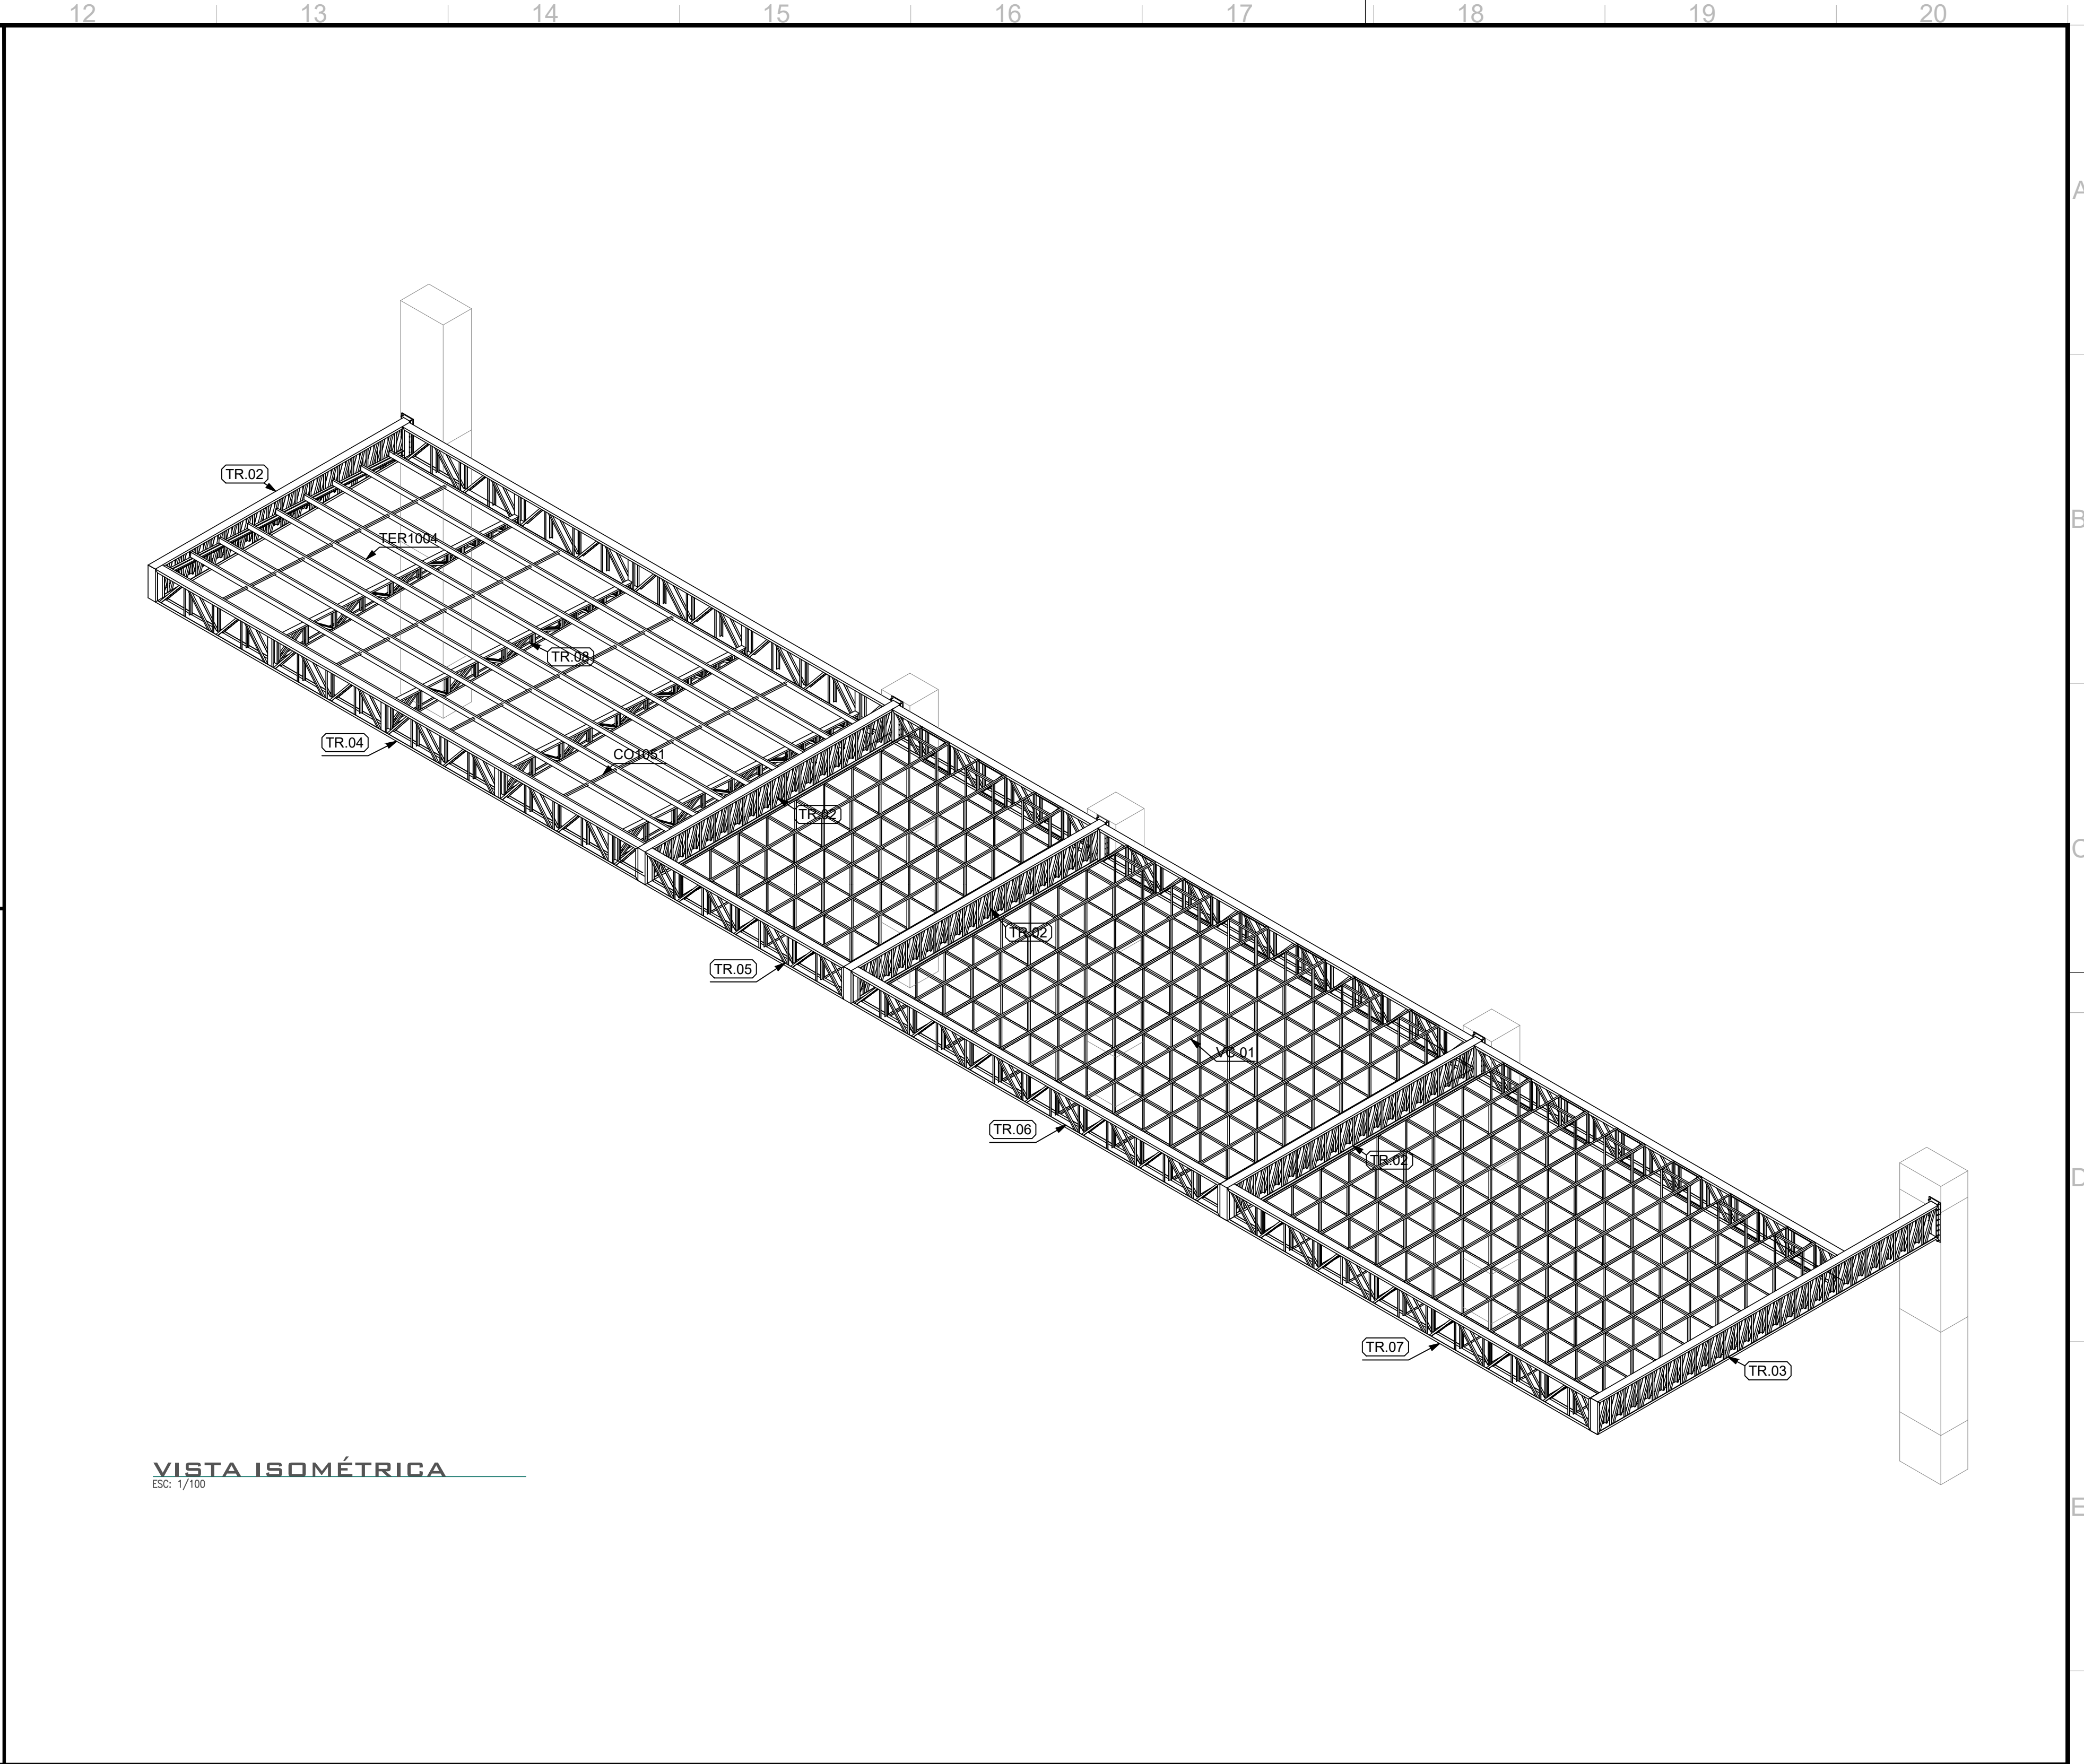 12 13 14 15 16 17 18 19 20
A
TR.02
B
TER1004
TR.08
TR.04
CO1051
TR.02
C
TR.02
TR.05
VC.01
TR.06
TR.02
D
TR.07
TR.03
VISTA ISOMÉTRICA
ESC: 1/100
E